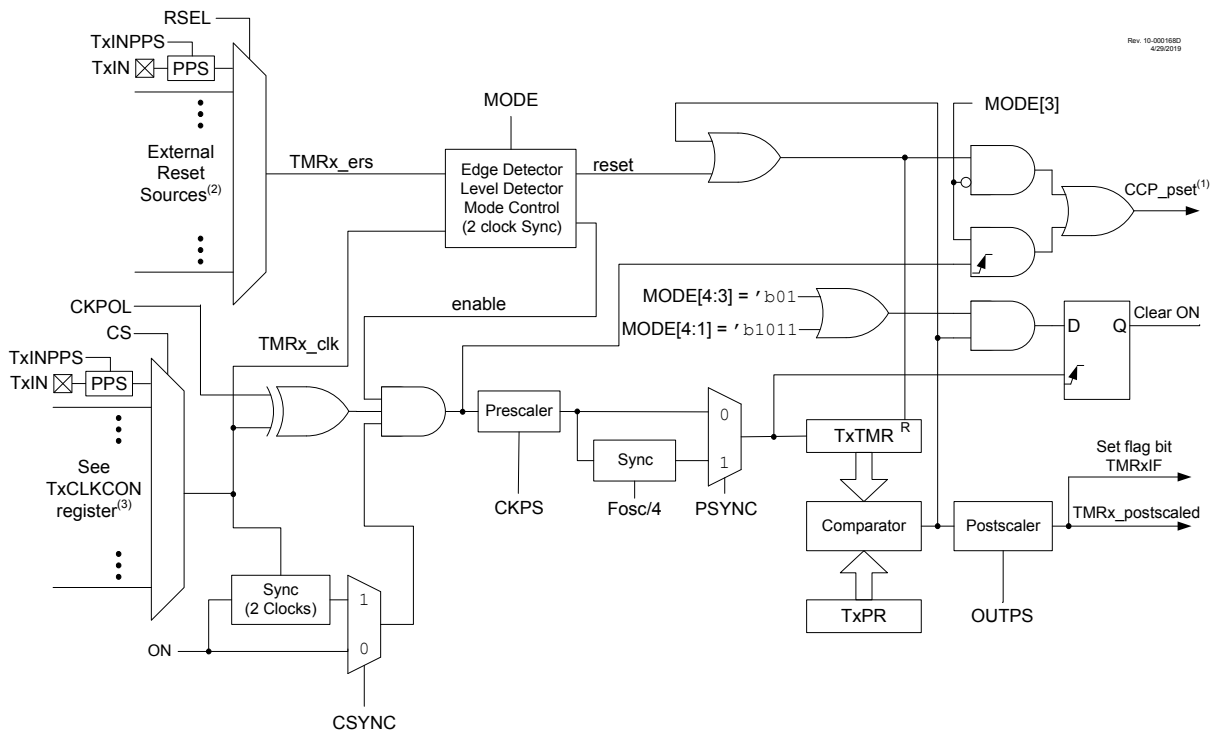 RSEL
TxINPPS
TxIN
PPS
Rev. 10-000168D
4/29/2019
MODE
MODE[3]
External
Reset
Sources(2)
TMRx_ers
Edge Detector
Level Detector
Mode Control
(2 clock Sync)
reset
CCP_pset(1)
CKPOL
CS
enable
MODE[4:3] = 'b01
MODE[4:1] = 'b1011
D
Q
Clear ON
TMRx_clk
TxINPPS
TxIN
PPS
Prescaler
0
1
Sync
TxTMR
R
See
TxCLKCON
register(3)
CKPS
Fosc/4
PSYNC
Set flag bit
TMRxIF
Comparator
Postscaler
TMRx_postscaled
Sync
(2 Clocks)
1
0
TxPR
OUTPS
ON
CSYNC